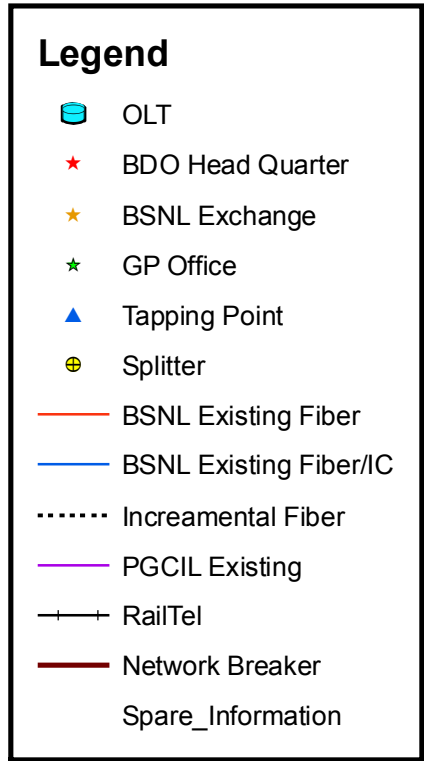 Legend
OLT
BDO Head Quarter
BSNL Exchange
GP Office
Tapping Point
Splitter
BSNL Existing Fiber
BSNL Existing Fiber/IC
Increamental Fiber
PGCIL Existing
RailTel
Network Breaker
Spare_Information